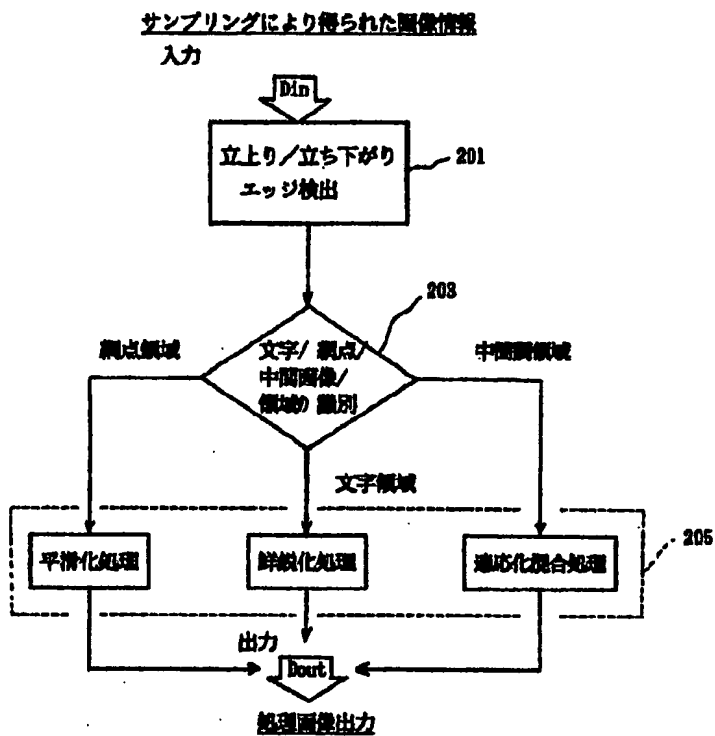 サンプリングにより得られた画像情報
入力
Din
立上り/立ち下がり
エッジ検出
201
203
網点領域
文字/ 網点/
中間画像/
領域の 識別
中間調領域
文字領域
平滑化処理
鮮鋭化処理
適応化混合処理
205
出力
Dout
処理画像出力